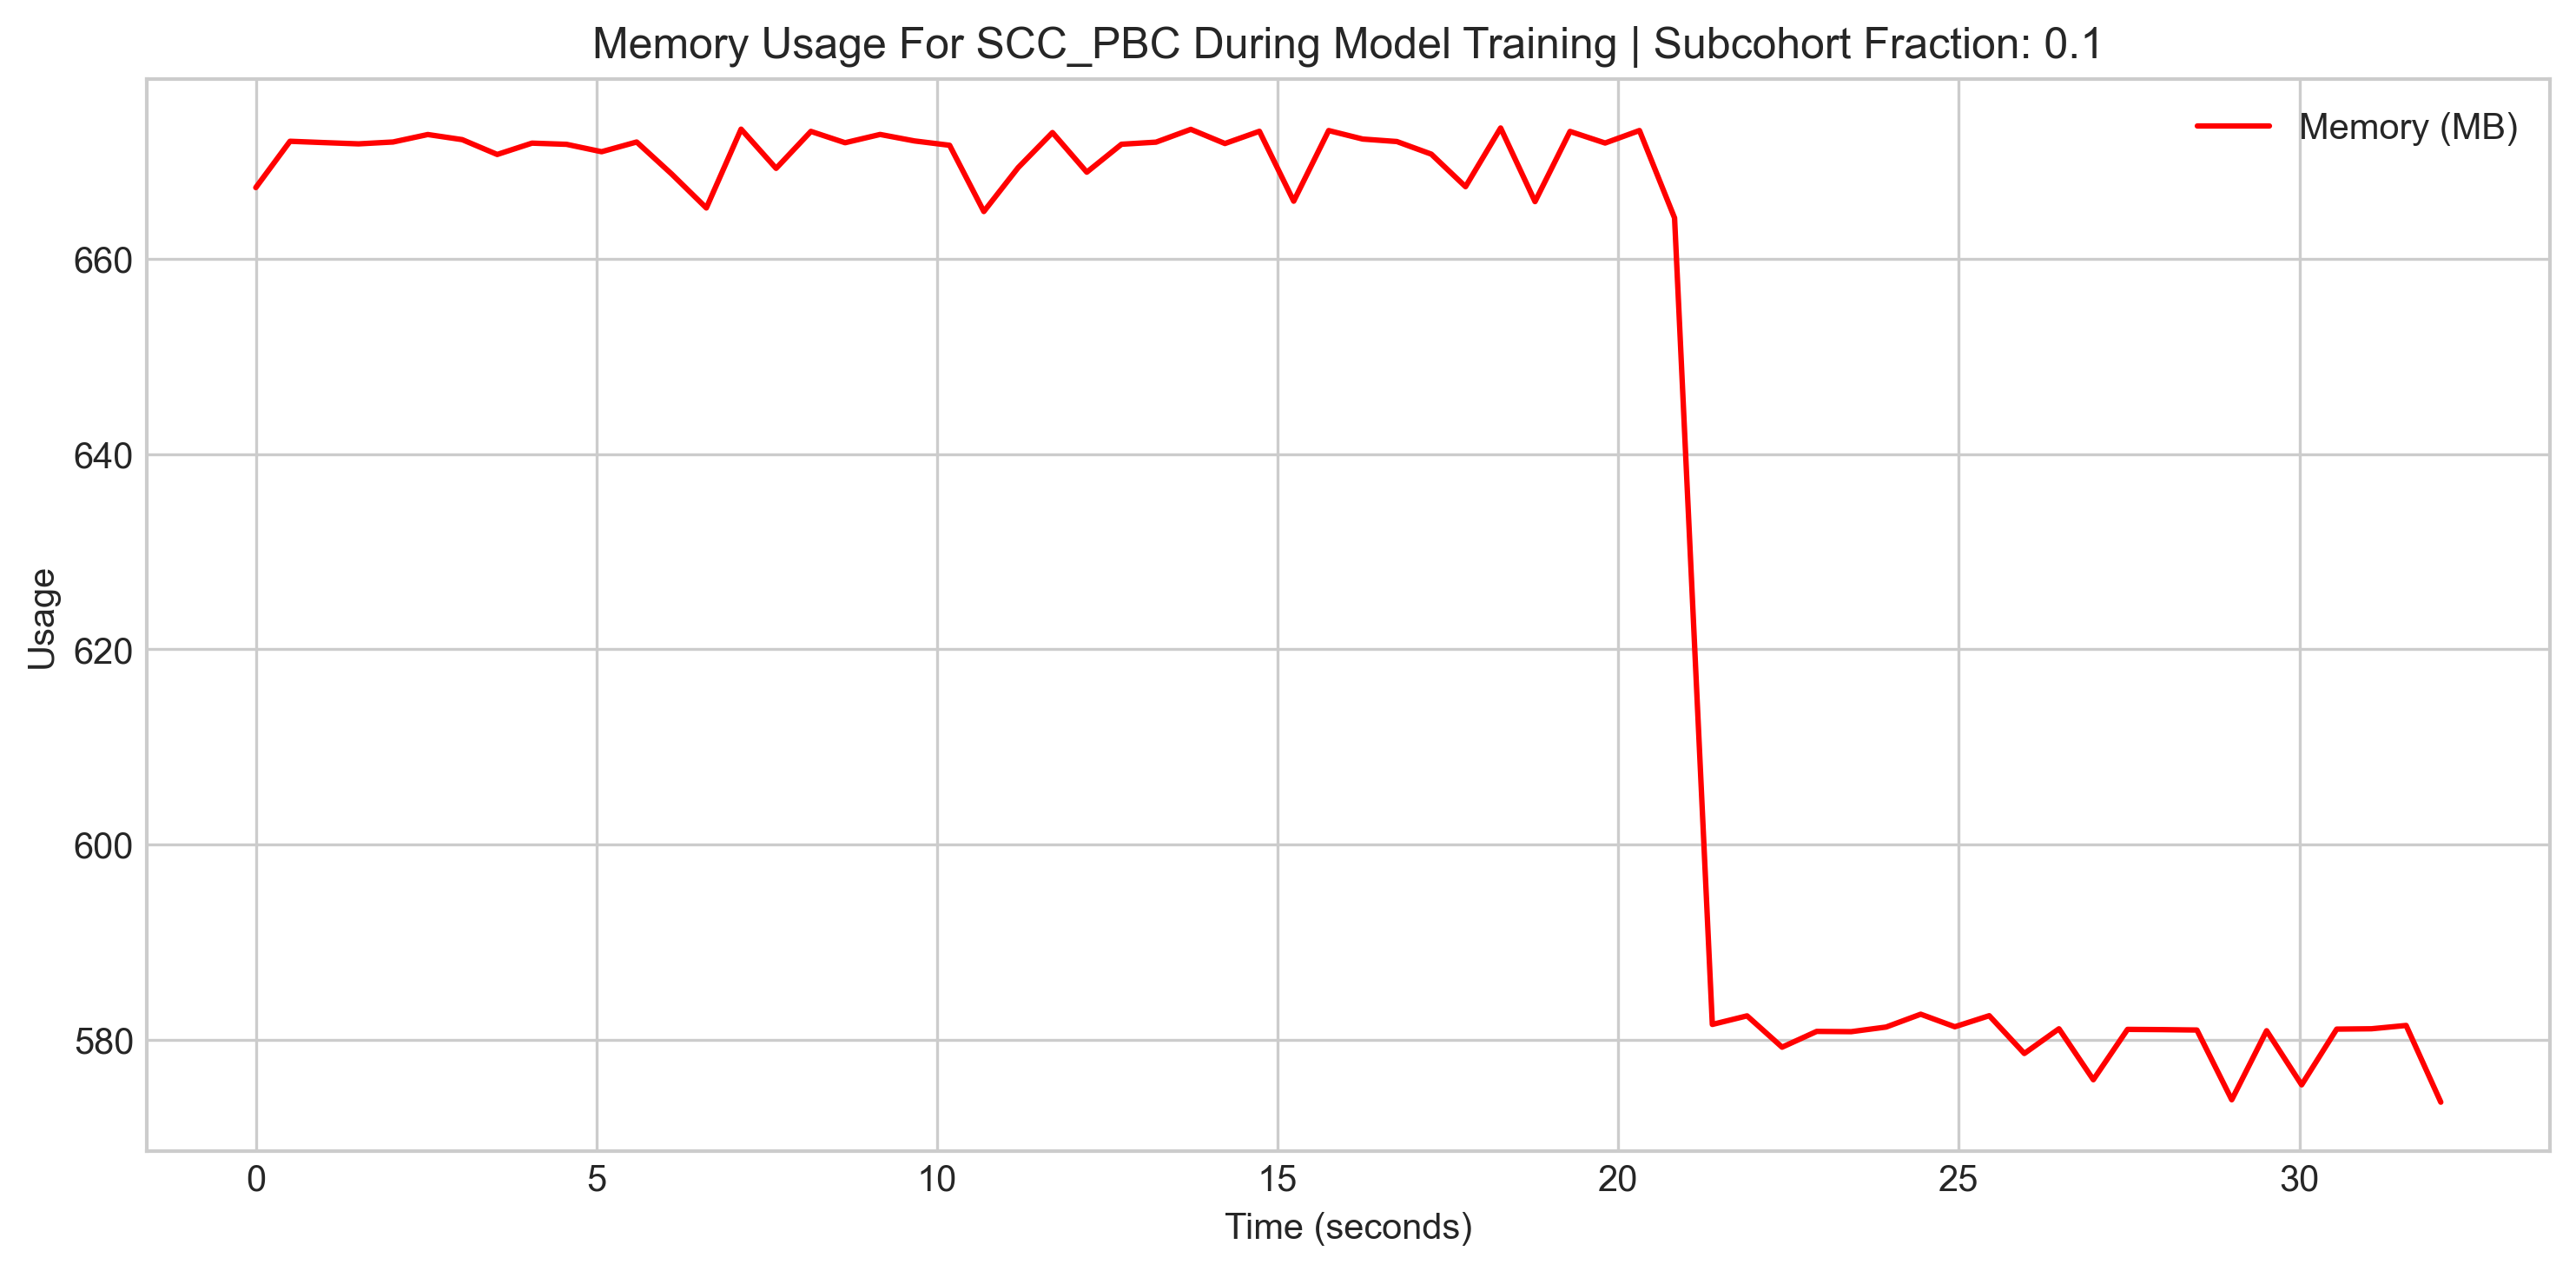 Memory Usage For SCC_PBC During Model Training | Subcohort Fraction: 0.1
Memory (MB)
660
640
620
600
580
Usage
0 5 10 15 20 25 30
Time (seconds)